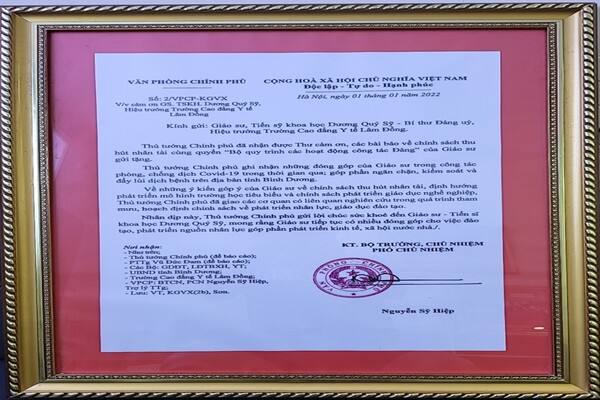 VĂN PHÒNG CHÍNH PHỦ
CỘNG HOÀ XÃ HỘI CHỦ NGHĨA VIỆT NAM
Độc lập - Tự do - Hạnh phúc
Số: 2/VPCP-KGVX
Hà Nội, ngày 01 tháng 01 năm 2022
V/v cảm ơn GS. TSKH. Dương Quý Sỹ,
Hiệu trưởng Trường Cao đẳng Y tế
Lâm Đồng
Kính gửi: Giáo sư, Tiến sỹ khoa học Dương Quý Sỹ - Bí thư Đảng uỷ,
Hiệu trưởng Trường Cao đẳng Y tế Lâm Đồng.
Thủ tướng Chính phủ đã nhận được Thư cảm ơn, các bài báo về chính sách thu
hút nhân tài cùng quyển "Bộ quy trình các hoạt động công tác Đảng" của Giáo sư
gửi tặng.
Thủ tướng Chính phủ ghi nhận những đóng góp của Giáo sư trong công tác
phòng, chống dịch Covid-19 trong thời gian qua; góp phần ngăn chặn, kiểm soát và
đẩy lùi dịch bệnh trên địa bàn tỉnh Bình Dương.
Về những ý kiến góp ý của Giáo sư về chính sách thu hút nhân tài, định hướng
phát triển mô hình trường học tiêu biểu và chính sách phát triển giáo dục nghề nghiệp,
Thủ tướng Chính phủ đã giao các cơ quan có liên quan nghiên cứu trong quá trình tham
mưu, hoạch định chính sách về phát triển nhân lực, giáo dục đào tạo.
Nhân dịp này, Thủ tướng Chính phủ gửi lời chúc sức khoẻ đến Giáo sư - Tiến sĩ
khoa học Dương Quý Sỹ, mong rằng Giáo sư tiếp tục có nhiều đóng góp cho việc đào
tạo, phát triển nguồn nhân lực góp phần phát triển kinh tế, xã hội nước nhà./.
Nơi nhận:
- Như trên;
- Thủ tướng Chính phủ (để báo cáo);
- PTTg Vũ Đức Đam (để báo cáo);
- Các Bộ: GDĐT, LĐTBXH, YT;
- UBND tỉnh Bình Dương;
- Trường Cao đẳng Y tế Lâm Đồng;
- VPCP: BTCN, PCN Nguyễn Sỹ Hiệp,
Trợ lý TTg;
- Lưu: VT, KGVX(2b), Son.
KT. BỘ TRƯỞNG, CHỦ NHIỆM
PHÓ CHỦ NHIỆM
VĂN PHÒNG CHÍNH PHỦ
Nguyễn Sỹ Hiệp